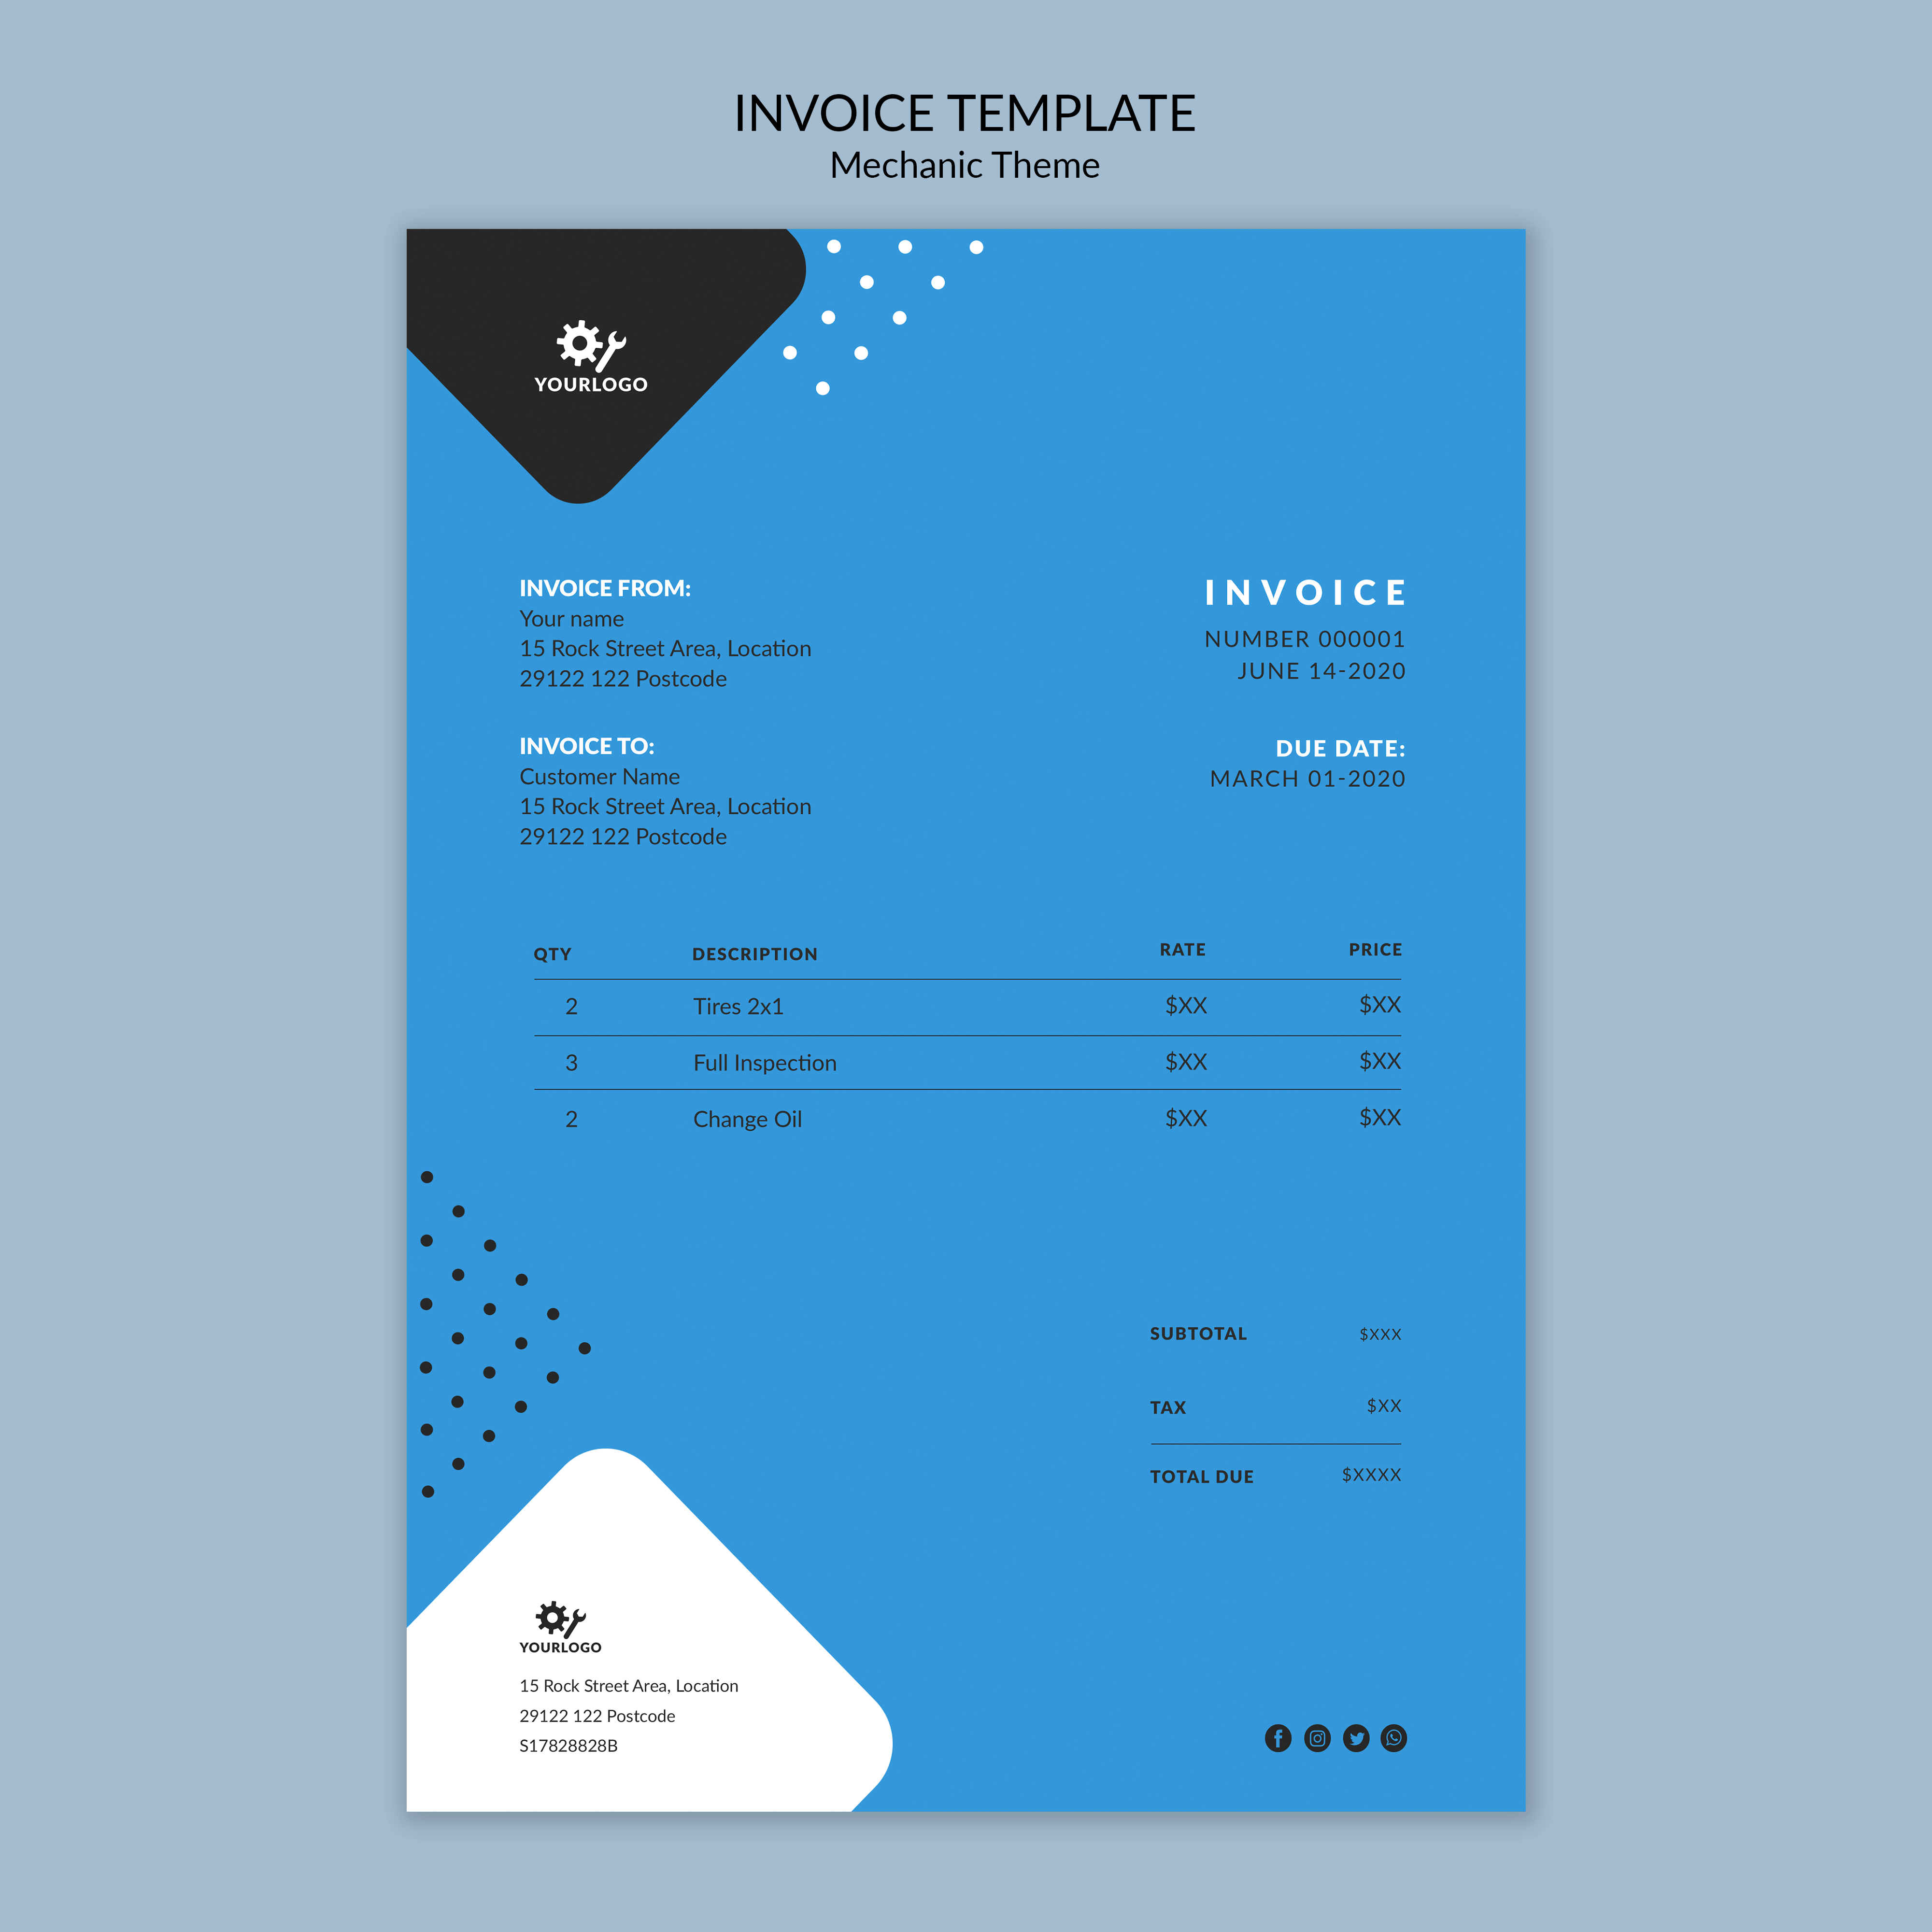 INVOICE TEMPLATE
Mechanic Theme
YOURLOGO
INVOICE FROM:
Your name
15 Rock Street Area, Location
29122 122 Postcode
INVOICE
NUMBER 000001
JUNE 14-2020
INVOICE TO:
Customer Name
15 Rock Street Area, Location
29122 122 Postcode
DUE DATE:
MARCH 01-2020
QTY DESCRIPTION RATE PRICE
2 Tires 2x1 $XX $XX
3 Full Inspection $XX $XX
2 Change Oil $XX $XX
SUBTOTAL $XXX
TAX $XX
TOTAL DUE $XXXX
YOURLOGO
15 Rock Street Area, Location
29122 122 Postcode
S17828828B